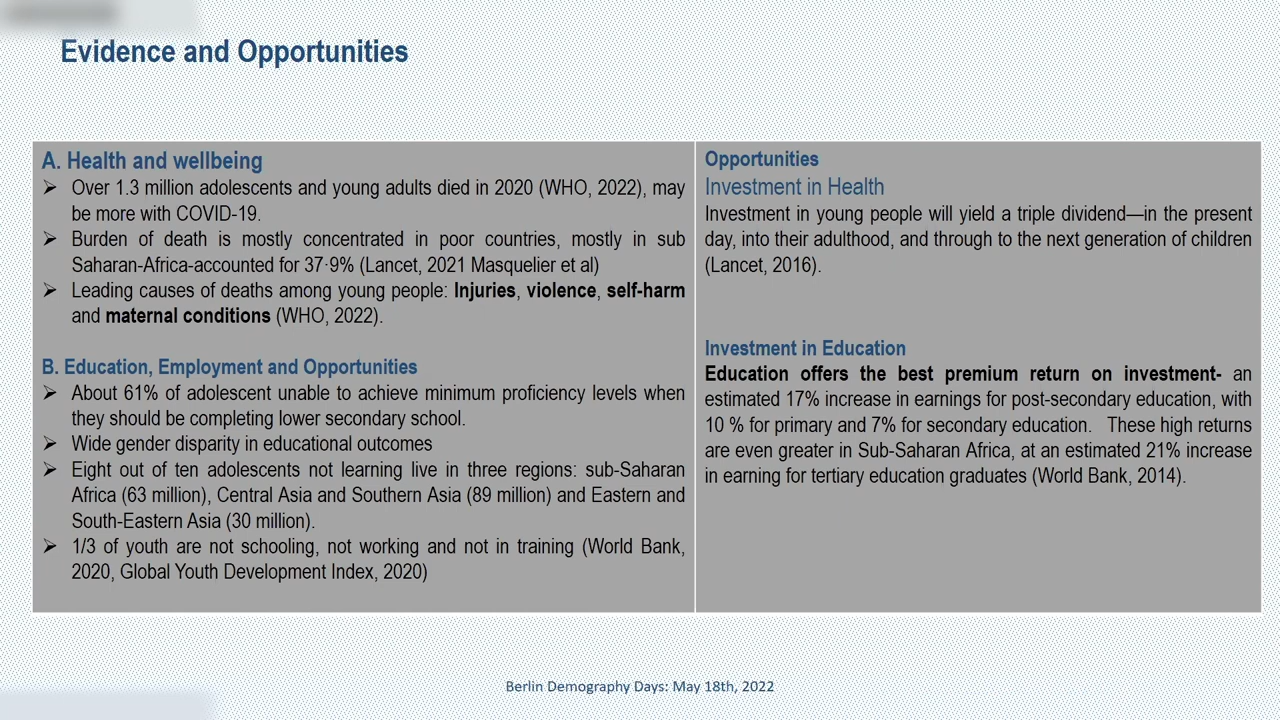 Evidence and Opportunities
A. Health and wellbeing
➢ Over 1.3 million adolescents and young adults died in 2020 (WHO, 2022), may
be more with COVID-19.
➢ Burden of death is mostly concentrated in poor countries, mostly in sub
Saharan-Africa-accounted for 37·9% (Lancet, 2021 Masquelier et al)
➢ Leading causes of deaths among young people: Injuries, violence, self-harm
and maternal conditions (WHO, 2022).
B. Education, Employment and Opportunities
➢ About 61% of adolescent unable to achieve minimum proficiency levels when
they should be completing lower secondary school.
➢ Wide gender disparity in educational outcomes
➢ Eight out of ten adolescents not learning live in three regions: sub-Saharan
Africa (63 million), Central Asia and Southern Asia (89 million) and Eastern and
South-Eastern Asia (30 million).
➢ 1/3 of youth are not schooling, not working and not in training (World Bank,
2020, Global Youth Development Index, 2020)
Opportunities
Investment in Health
Investment in young people will yield a triple dividend—in the present
day, into their adulthood, and through to the next generation of children
(Lancet, 2016).
Investment in Education
Education offers the best premium return on investment- an
estimated 17% increase in earnings for post-secondary education, with
10 % for primary and 7% for secondary education. These high returns
are even greater in Sub-Saharan Africa, at an estimated 21% increase
in earning for tertiary education graduates (World Bank, 2014).
Berlin Demography Days: May 18th, 2022